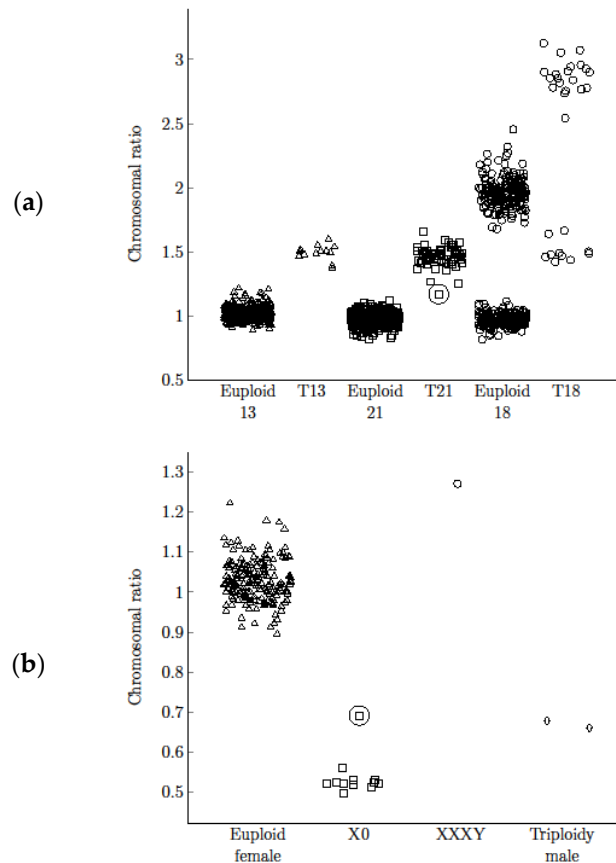 (a)
Chromosomal ratio
3
2.5
2
1.5
1
0.5
Euploid 13
T13
Euploid 21
T21
Euploid 18
T18
(b)
Chromosomal ratio
1.3
1.2
1.1
1
0.9
0.8
0.7
0.6
0.5
Euploid female
X0
XXXY
Triploidy male